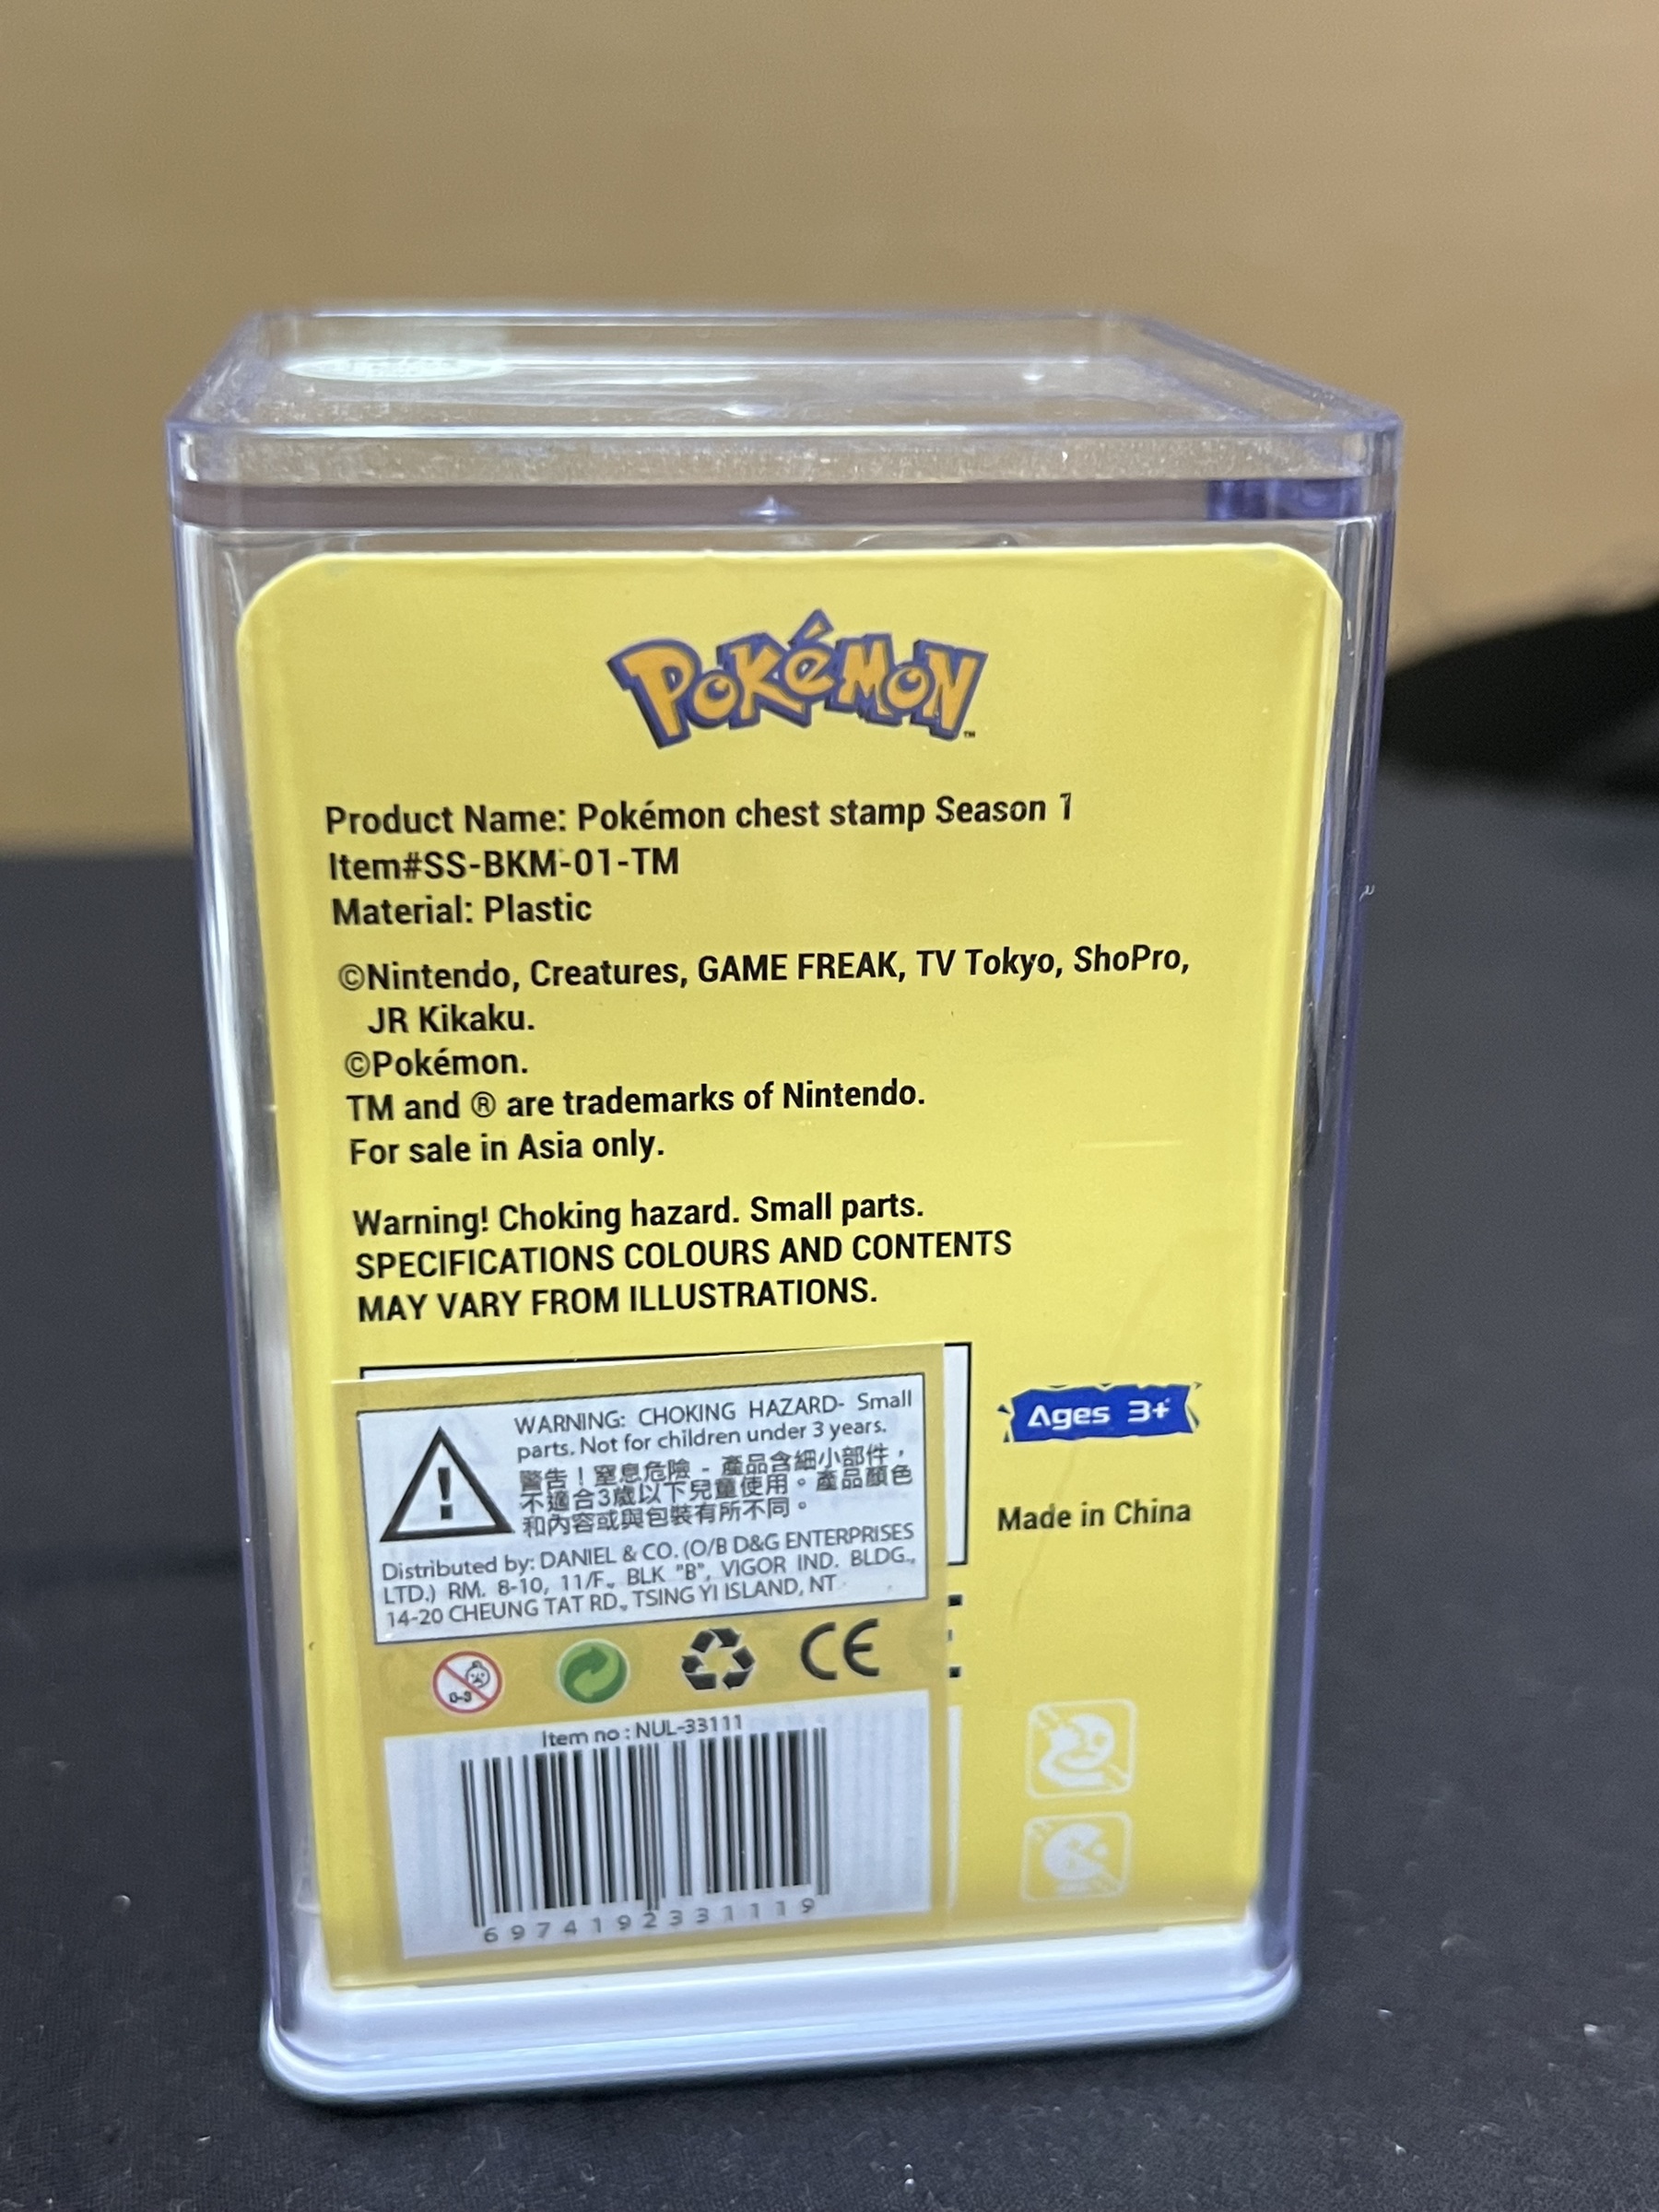 Pokémon™
Product Name: Pokémon chest stamp Season 1
Item#SS-BKM-01-TM
Material: Plastic
©Nintendo, Creatures, GAME FREAK, TV Tokyo, ShoPro,
JR Kikaku.
©Pokémon.
TM and ® are trademarks of Nintendo.
For sale in Asia only.
Warning! Choking hazard. Small parts.
SPECIFICATIONS COLOURS AND CONTENTS
MAY VARY FROM ILLUSTRATIONS.
WARNING: CHOKING HAZARD- Small
parts. Not for children under 3 years.
警告！窒息危險 - 產品含細小部件，
不適合3歲以下兒童使用。產品顏色
和內容或與包裝有所不同。
Distributed by: DANIEL & CO. (O/B D&G ENTERPRISES
LTD.) RM. 8-10, 11/F., BLK "B", VIGOR IND. BLDG.,
14-20 CHEUNG TAT RD., TSING YI ISLAND, NT
Ages 3+
Made in China
0-3
CE
Item no : NUL-33111
6974192331119